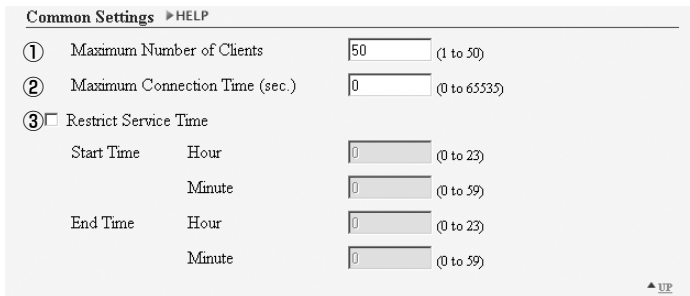 Common Settings ▶HELP
① Maximum Number of Clients 50 (1 to 50)
② Maximum Connection Time (sec.) 0 (0 to 65535)
③ Restrict Service Time
Start Time Hour 0 (0 to 23)
Minute 0 (0 to 59)
End Time Hour 0 (0 to 23)
Minute 0 (0 to 59)
▲UP